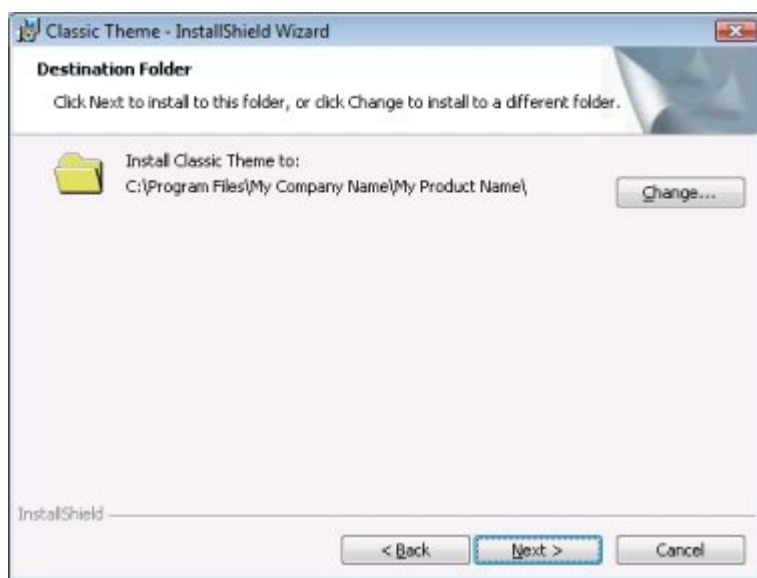 Classic Theme - InstallShield Wizard
Destination Folder
Click Next to install to this folder, or click Change to install to a different folder.
Install Classic Theme to:
C:\Program Files\My Company Name\My Product Name\
Change...
InstallShield
< Back
Next >
Cancel